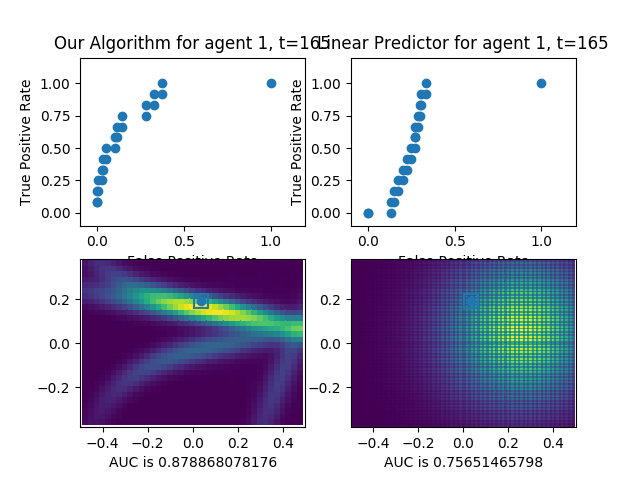 Our Algorithm for agent 1, t=165
Linear Predictor for agent 1, t=165
True Positive Rate
1.00
0.75
0.50
0.25
0.00
0.0 0.5 1.0
False Positive Rate
True Positive Rate
1.00
0.75
0.50
0.25
0.00
0.0 0.5 1.0
False Positive Rate
0.2
0.0
−0.2
−0.4 −0.2 0.0 0.2 0.4
AUC is 0.878868078176
0.2
0.0
−0.2
−0.4 −0.2 0.0 0.2 0.4
AUC is 0.75651465798